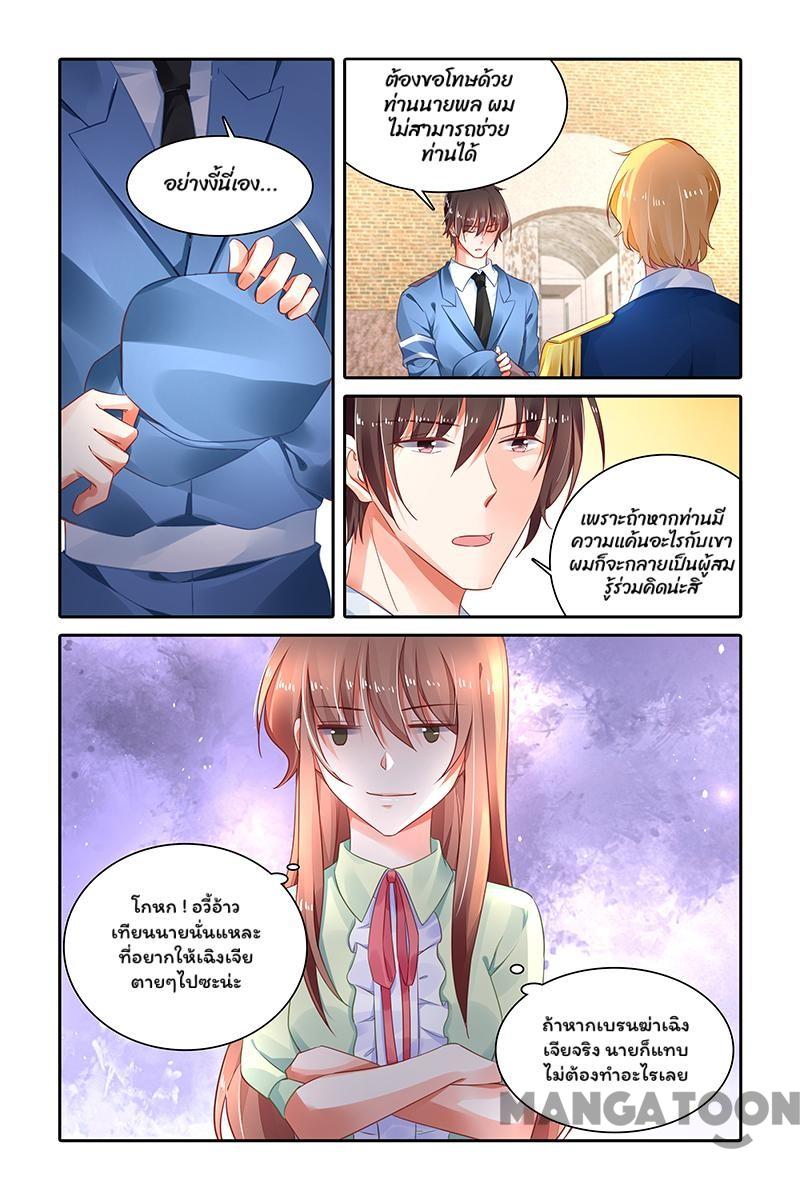 อย่างงี้นี่เอง...
ต้องขอโทษด้วย
ท่านนายพล ผม
ไม่สามารถช่วย
ท่านได้
เพราะถ้าหากท่านมี
ความแค้นอะไรกับเขา
ผมก็จะกลายเป็นผู้สม
รู้ร่วมคิดน่ะสิ
โกหก ! อวี้อ้าว
เทียนนายนั่นแหละ
ที่อยากให้เฉิงเจีย
ตายๆไปซะน่ะ
ถ้าหากเบรนฆ่าเฉิง
เจียจริง นายก็แทบ
ไม่ต้องทำอะไรเลย
MANGATOON